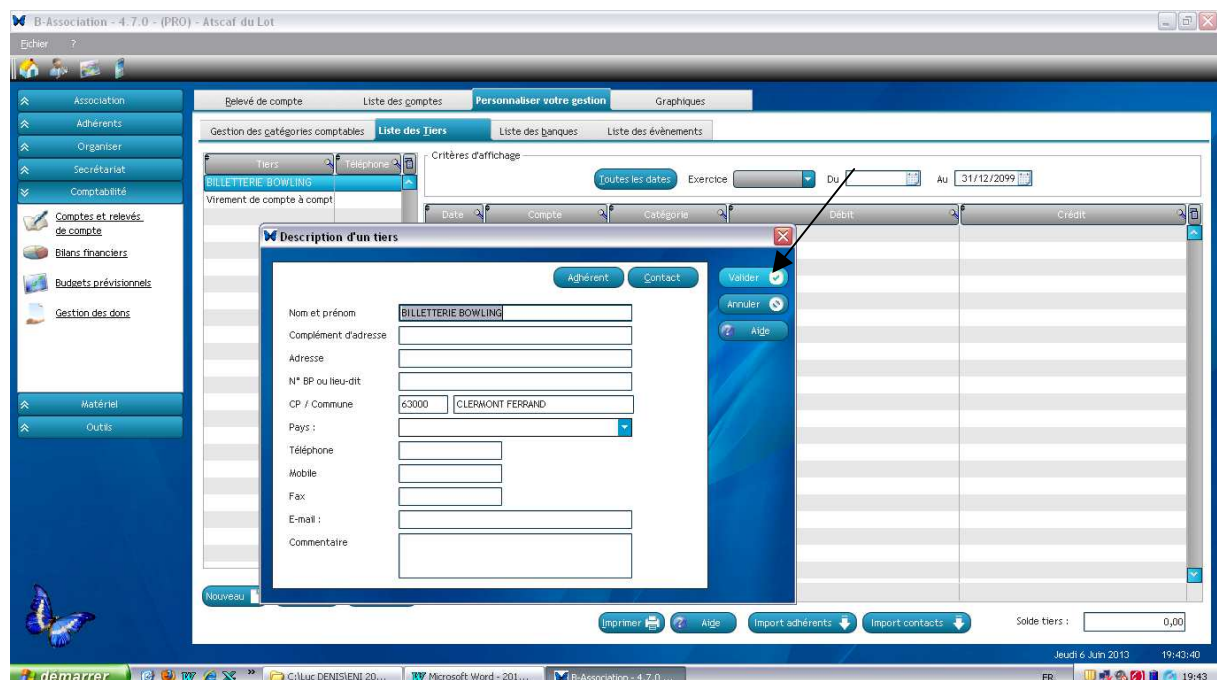 B-Association - 4.7.0 - (PRO) - Atscaf du Lot
Fichier ?
Association
Adhérents
Organiser
Secrétariat
Comptabilité
Comptes et relevés
de compte
Bilans financiers
Budgets prévisionnels
Gestion des dons
Matériel
Outils
Relevé de compte Liste des comptes Personnaliser votre gestion Graphiques
Gestion des catégories comptables Liste des Tiers Liste des banques Liste des évènements
Tiers Téléphone
BILLETTERIE BOWLING
Virement de compte à compt
Critères d'affichage
Toutes les dates Exercice Du Au 31/12/2099
Date Compte Catégorie Débit Crédit
Description d'un tiers
Adhérent Contact Valider
Annuler
Aide
Nom et prénom BILLETTERIE BOWLING
Complément d'adresse
Adresse
N° BP ou lieu-dit
CP / Commune 63000 CLERMONT FERRAND
Pays :
Téléphone
Mobile
Fax
E-mail :
Commentaire
Nouveau
Imprimer Aide Import adhérents Import contacts Solde tiers : 0,00
Jeudi 6 Juin 2013 19:43:40
démarrer » C:\Luc DENIS\ENI 20... Microsoft Word - 201... B-Association - 4.7.0 ... FR 19:43